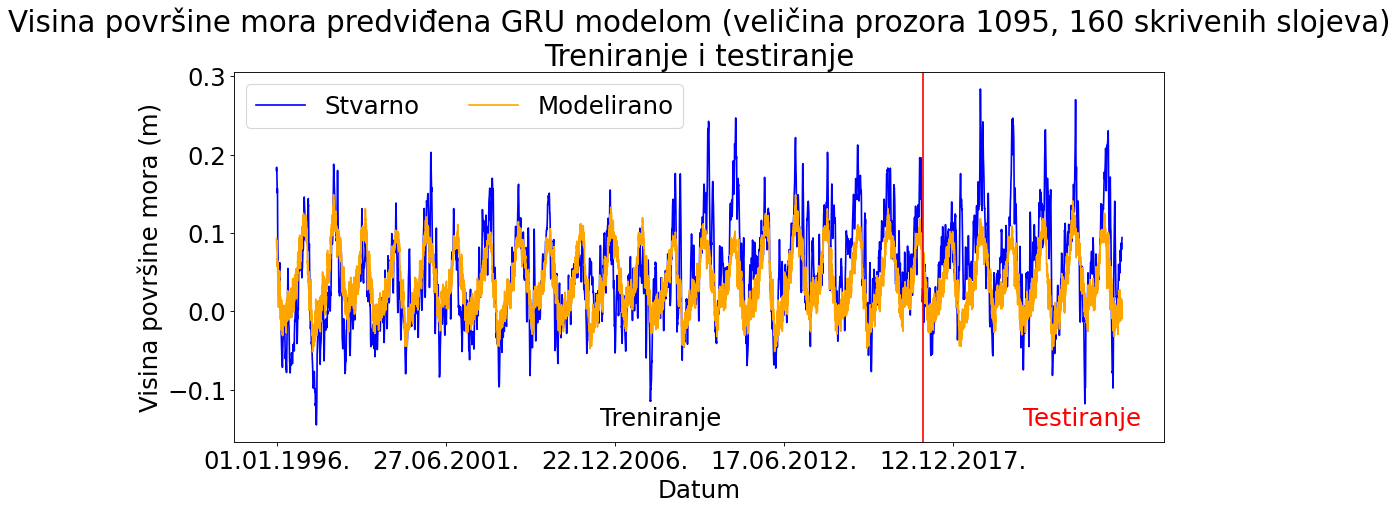 Visina površine mora predviđena GRU modelom (veličina prozora 1095, 160 skrivenih slojeva)
Treniranje i testiranje
Stvarno
Modelirano
Visina površine mora (m)
0.3
0.2
0.1
0.0
−0.1
Treniranje
Testiranje
01.01.1996.
27.06.2001.
22.12.2006.
17.06.2012.
12.12.2017.
Datum